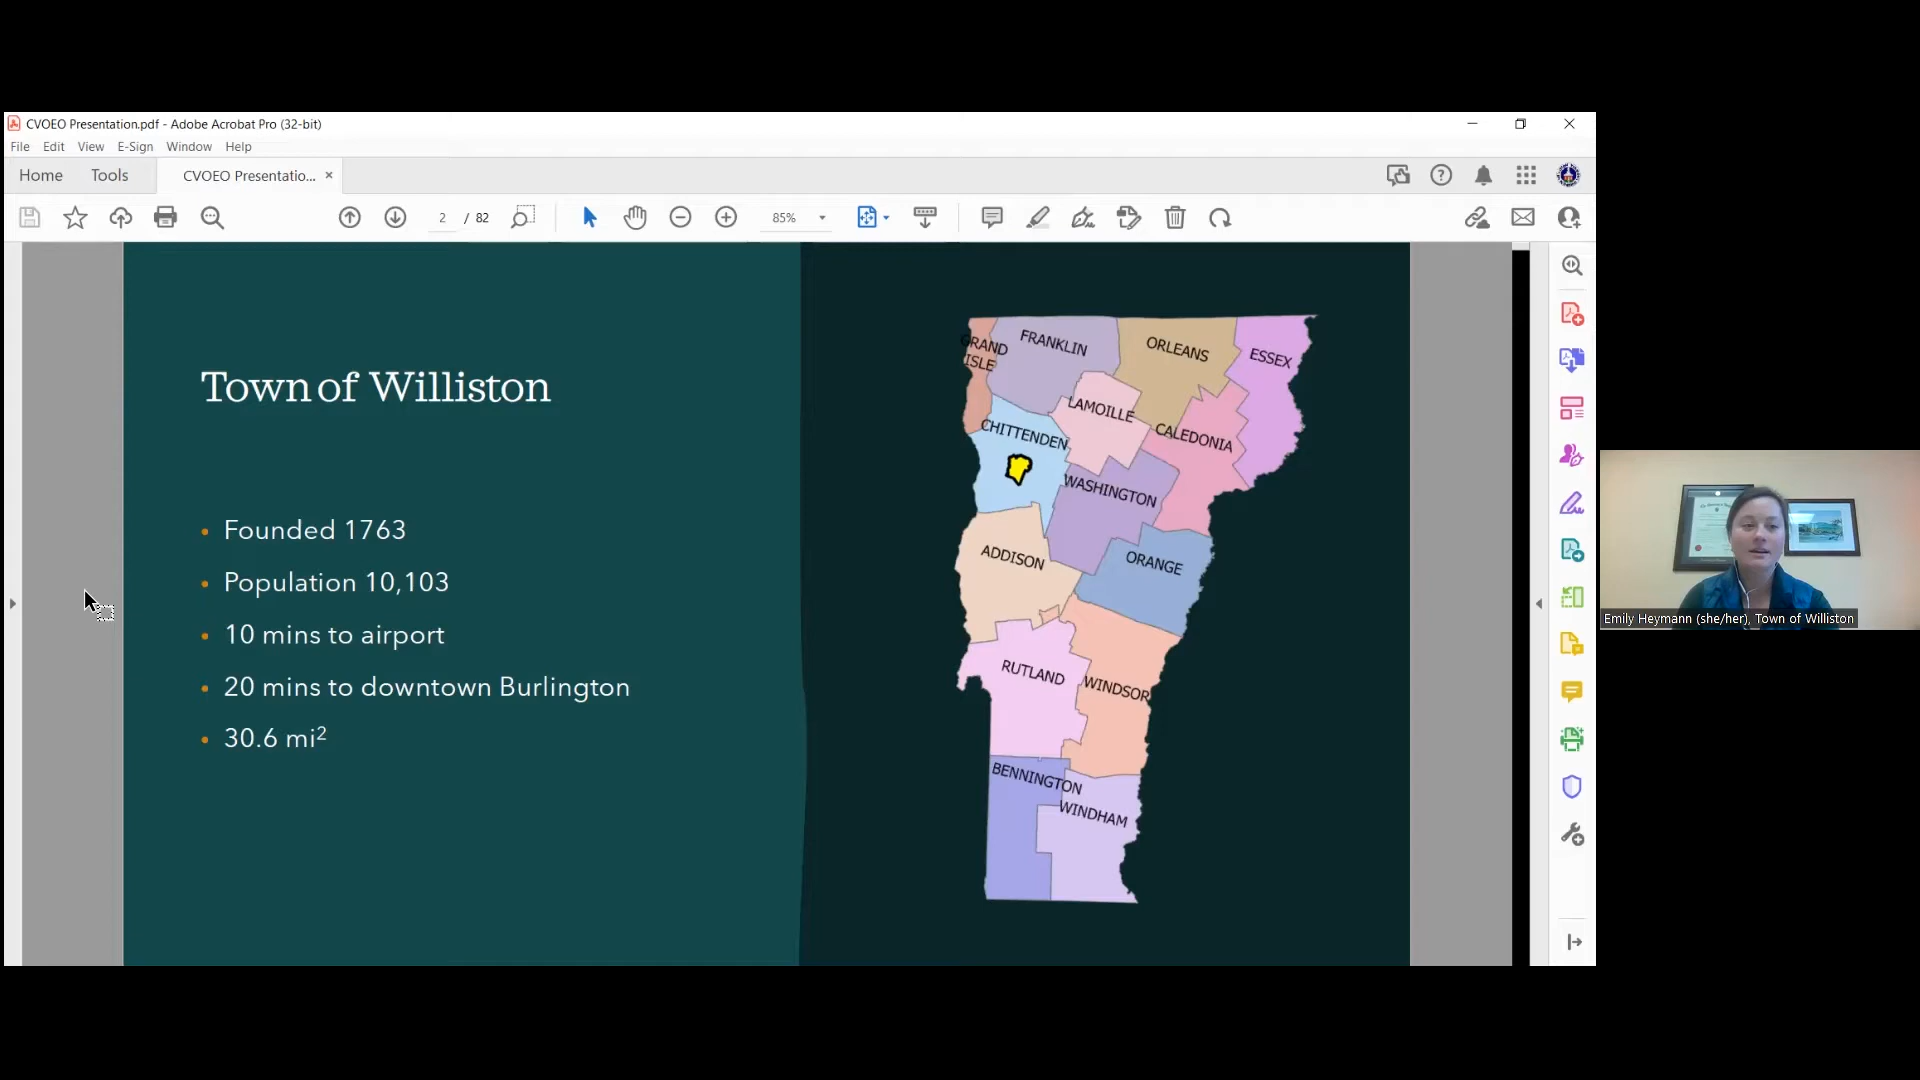 CVOEO Presentation.pdf - Adobe Acrobat Pro (32-bit)
File Edit View E-Sign Window Help
Home Tools CVOEO Presentatio... ×
2 / 82 85%
Town of Williston
• Founded 1763
• Population 10,103
• 10 mins to airport
• 20 mins to downtown Burlington
• 30.6 mi²
GRAND
ISLE
FRANKLIN
ORLEANS
ESSEX
LAMOILLE
CHITTENDEN
CALEDONIA
WASHINGTON
ADDISON
ORANGE
RUTLAND
WINDSOR
BENNINGTON
WINDHAM
Emily Heymann (she/her), Town of Williston